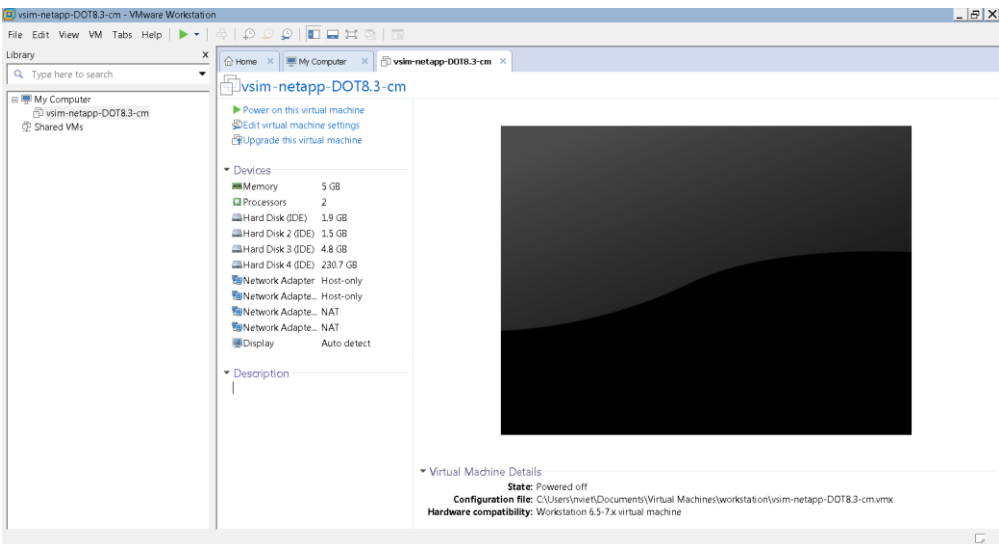 vsim-netapp-DOT8.3-cm - VMware Workstation
File Edit View VM Tabs Help
Library
Type here to search
My Computer
vsim-netapp-DOT8.3-cm
Shared VMs
Home My Computer vsim-netapp-DOT8.3-cm
vsim-netapp-DOT8.3-cm
Power on this virtual machine
Edit virtual machine settings
Upgrade this virtual machine
Devices
Memory 5 GB
Processors 2
Hard Disk (IDE) 1.9 GB
Hard Disk 2 (IDE) 1.5 GB
Hard Disk 3 (IDE) 4.8 GB
Hard Disk 4 (IDE) 230.7 GB
Network Adapter Host-only
Network Adapte... Host-only
Network Adapte... NAT
Network Adapte... NAT
Display Auto detect
Description
Virtual Machine Details
State: Powered off
Configuration file: C:\Users\nviet\Documents\Virtual Machines\workstation\vsim-netapp-DOT8.3-cm.vmx
Hardware compatibility: Workstation 6.5-7.x virtual machine